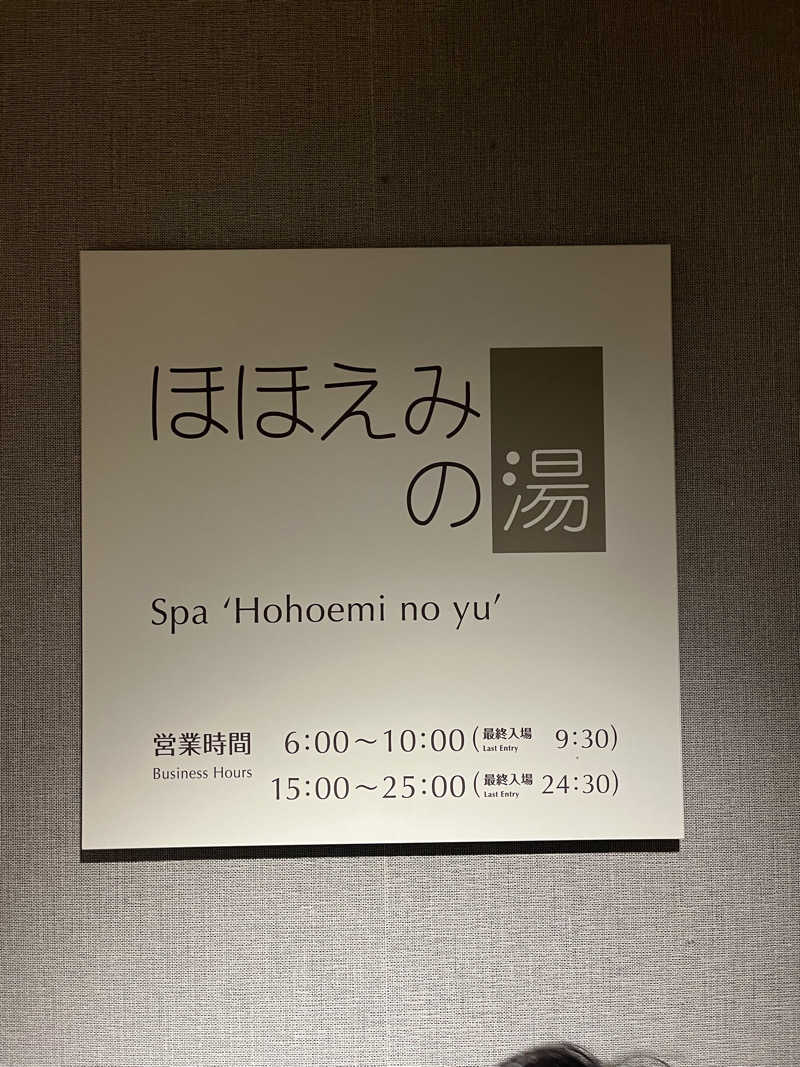 ほほえみ
の湯
Spa ‘Hohoemi no yu’
営業時間 6:00～10:00 (最終入場 9:30)
Business Hours Last Entry
15:00～25:00 (最終入場 24:30)
Last Entry